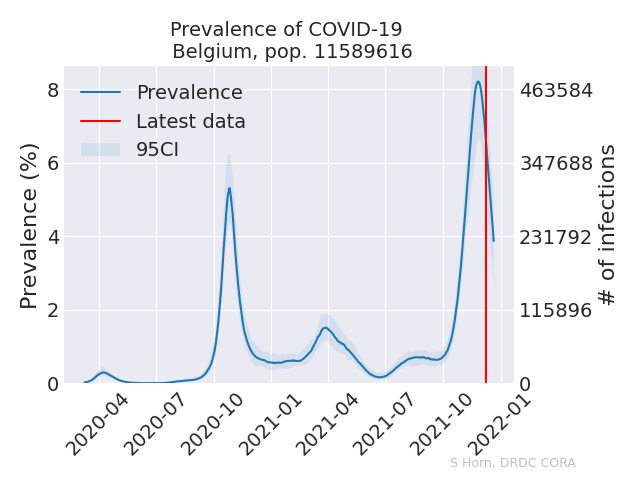 Prevalence of COVID-19
Belgium, pop. 11589616
Prevalence
Latest data
95CI
Prevalence (%)
8
6
4
2
0
463584
347688
231792
115896
0
# of infections
2020-04
2020-07
2020-10
2021-01
2021-04
2021-07
2021-10
2022-01
S Horn, DRDC CORA